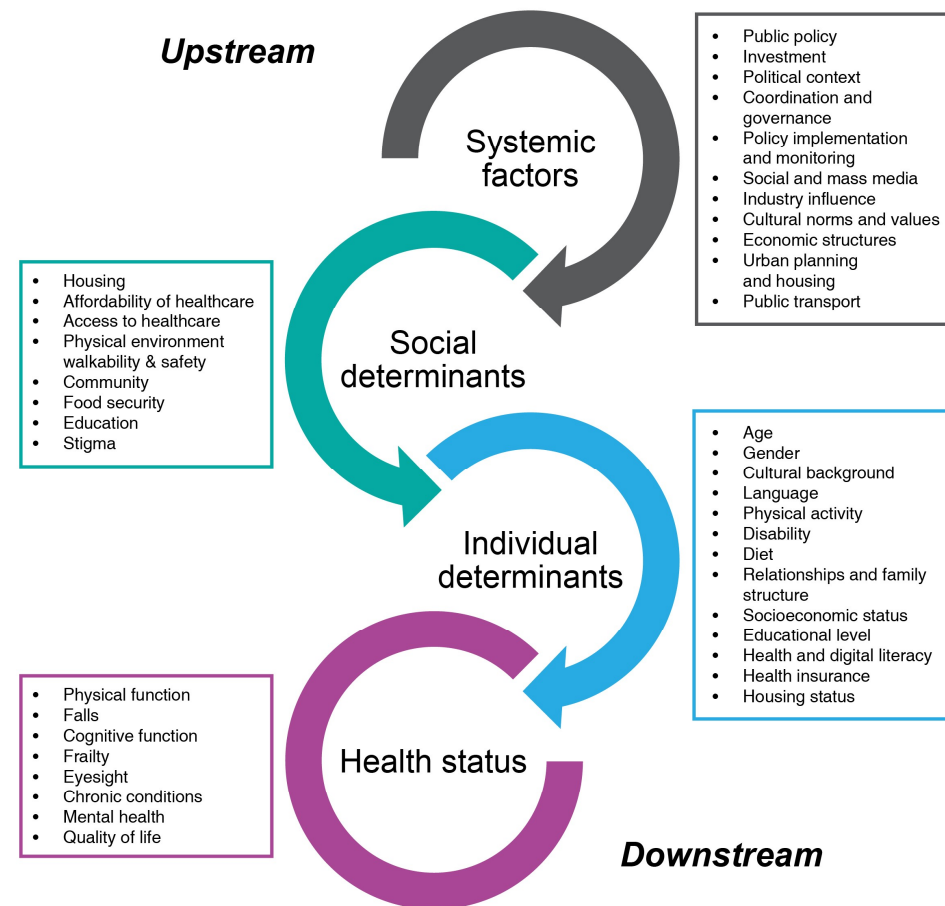 Upstream
Systemic
factors
• Public policy
• Investment
• Political context
• Coordination and
governance
• Policy implementation
and monitoring
• Social and mass media
• Industry influence
• Cultural norms and values
• Economic structures
• Urban planning
and housing
• Public transport
Social
determinants
• Housing
• Affordability of healthcare
• Access to healthcare
• Physical environment
walkability & safety
• Community
• Food security
• Education
• Stigma
Individual
determinants
• Age
• Gender
• Cultural background
• Language
• Physical activity
• Disability
• Diet
• Relationships and family
structure
• Socioeconomic status
• Educational level
• Health and digital literacy
• Health insurance
• Housing status
Health status
• Physical function
• Falls
• Cognitive function
• Frailty
• Eyesight
• Chronic conditions
• Mental health
• Quality of life
Downstream